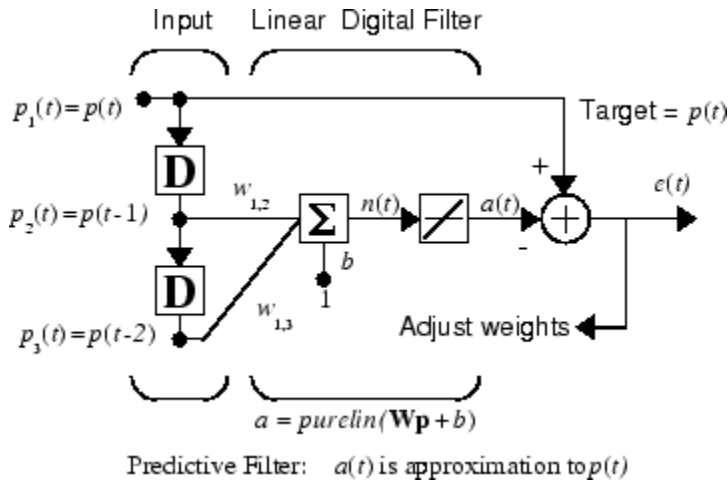 Input Linear Digital Filter
p1(t)=p(t)
Target = p(t)
D
+
w1,2 n(t) a(t) e(t)
p2(t)=p(t-1)
Σ
+
-
b
D
1
w1,3
p3(t)=p(t-2)
Adjust weights
a = purelin(Wp + b)
Predictive Filter: a(t) is approximation to p(t)